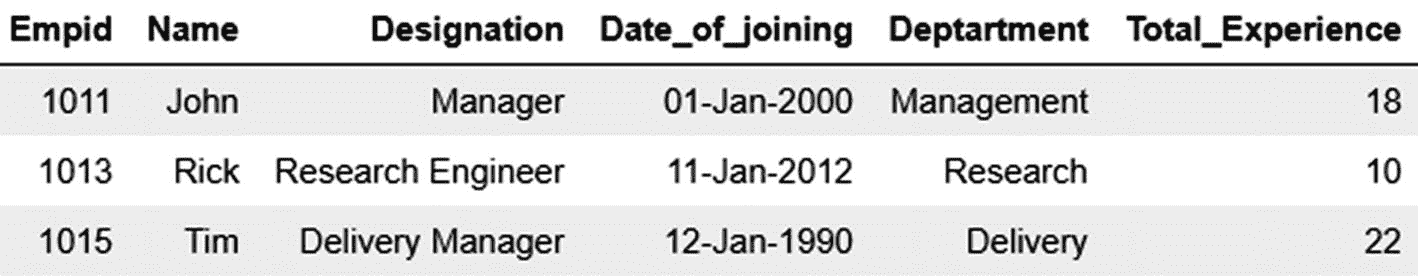 Empid Name Designation Date_of_joining Deptartment Total_Experience
1011 John Manager 01-Jan-2000 Management 18
1013 Rick Research Engineer 11-Jan-2012 Research 10
1015 Tim Delivery Manager 12-Jan-1990 Delivery 22